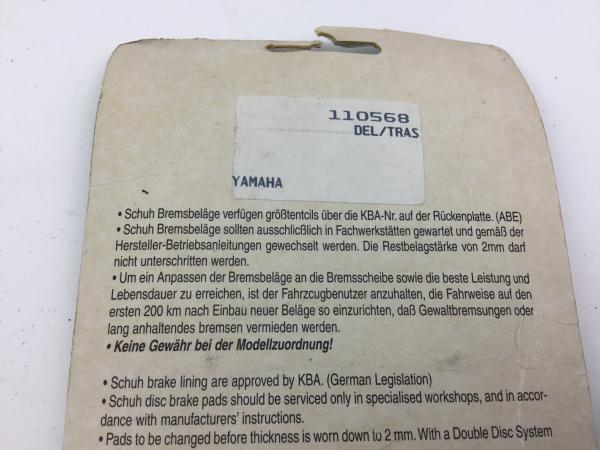 110568
DEL/TRAS
YAMAHA
• Schuh Bremsbeläge verfügen größtentcils über die KBA-Nr. auf der Rückenplatte. (ABE)
• Schuh Bremsbeläge sollten ausschlicßlich in Fachwerkstätten gewartet und gemäß der
Hersteller-Betriebsanleitungen gewechselt werden. Die Restbelagstärke von 2mm darf
nicht unterschritten werden.
• Um ein Anpassen der Bremsbeläge an die Bremsscheibe sowie die beste Leistung und
Lebensdauer zu erreichen, ist der Fahrzcugbenutzer anzuhalten, die Fahrweise auf den
ersten 200 km nach Einbau neuer Beläge so einzurichten, daß Gewaltbremsungen oder
lang anhaltendes bremsen vermieden werden.
• Keine Gewähr bei der Modellzuordnung!
• Schuh brake lining are approved by KBA. (German Legislation)
• Schuh disc brake pads should be serviced only in specialised workshops, and in accor-
dance with manufacturers' instructions.
• Pads to be changed before thickness is worn down to 2 mm. With a Double Disc System